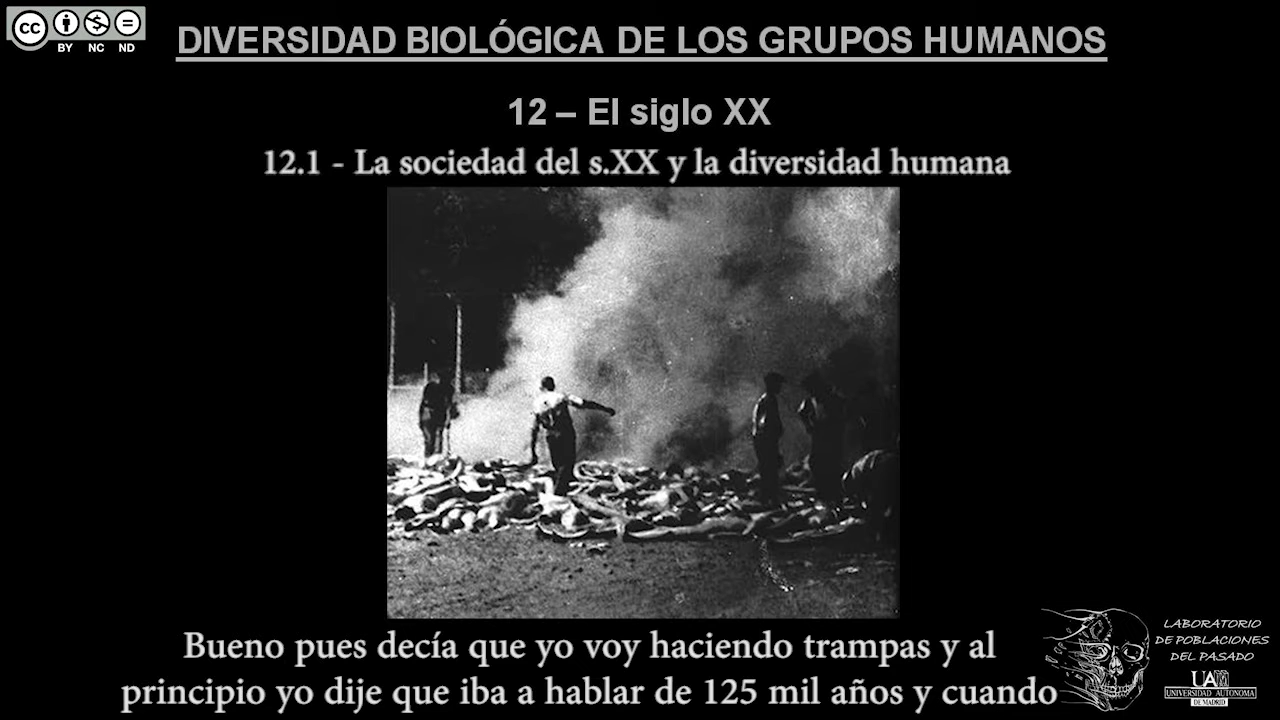 cc
BY NC ND
DIVERSIDAD BIOLÓGICA DE LOS GRUPOS HUMANOS
12 – El siglo XX
12.1 - La sociedad del s.XX y la diversidad humana
Bueno pues decía que yo voy haciendo trampas y al
principio yo dije que iba a hablar de 125 mil años y cuando
LABORATORIO
DE POBLACIONES
DEL PASADO
UAM
UNIVERSIDAD AUTONOMA
DE MADRID